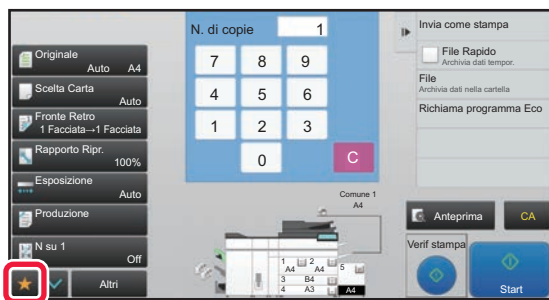 Originale
Auto A4
Scelta Carta
Auto
Fronte Retro
1 Facciata→1 Facciata
Rapporto Ripr.
100%
Esposizione
Auto
Produzione
N su 1
Off
Altri
N. di copie 1
7 8 9
4 5 6
1 2 3
0 C
Comune 1
A4
1 A4 2 A4 5 A4
3 B4
4 A3
Invia come stampa
File Rapido
Archivia dati tempor.
File
Archivia dati nella cartella
Richiama programma Eco
Anteprima CA
Verif stampa
Start